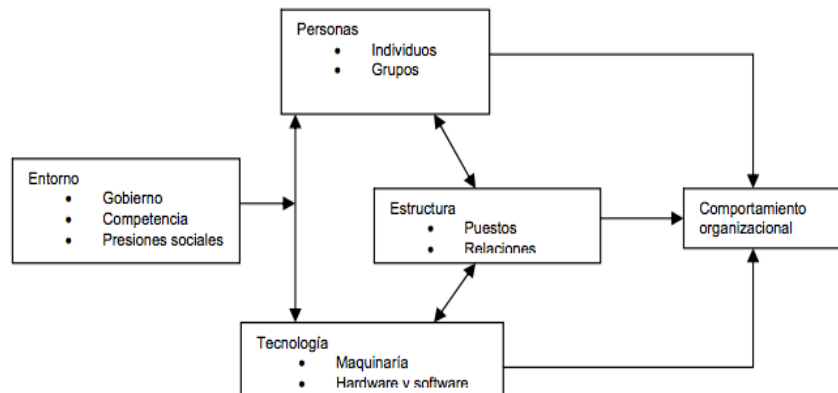 Personas
• Individuos
• Grupos
Entorno
• Gobierno
• Competencia
• Presiones sociales
Estructura
• Puestos
• Relaciones
Comportamiento
organizacional
Tecnología
• Maquinaría
• Hardware y software